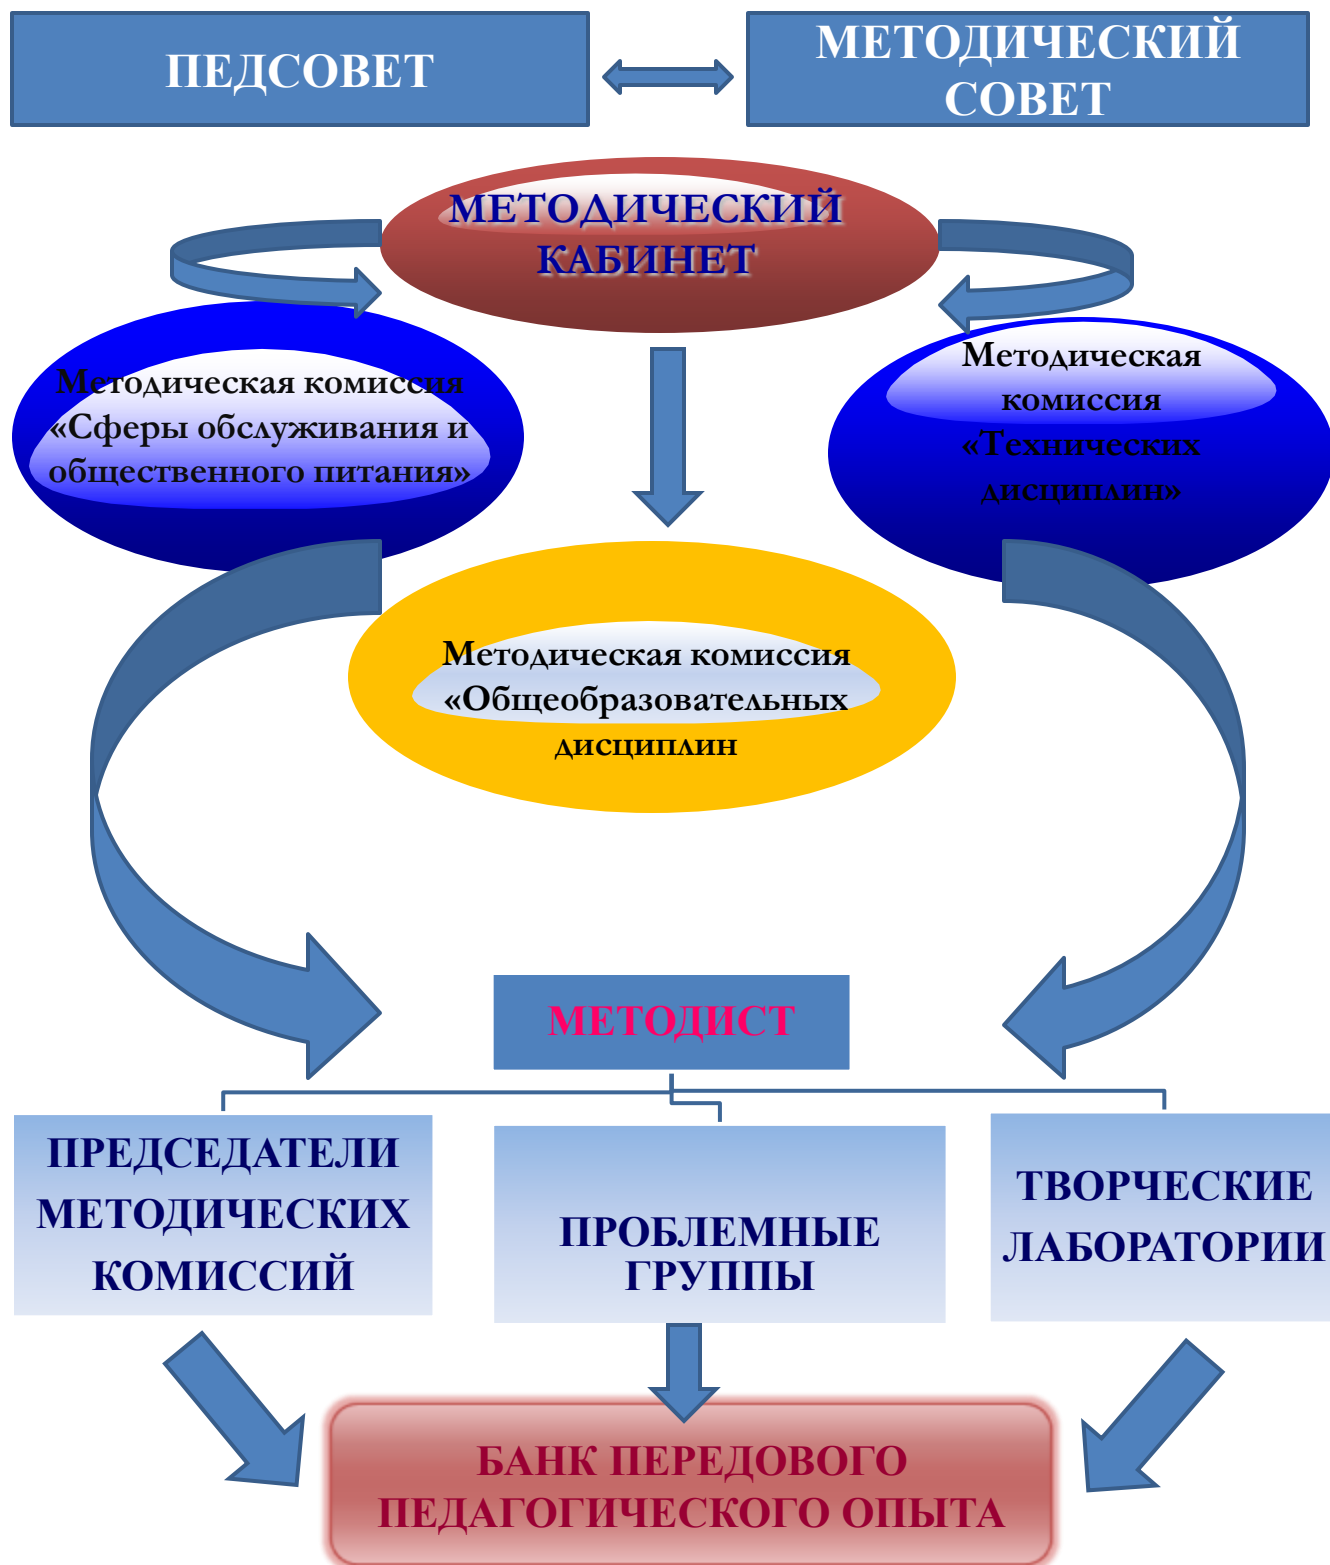 ПЕДСОВЕТ
МЕТОДИЧЕСКИЙ
СОВЕТ
МЕТОДИЧЕСКИЙ
КАБИНЕТ
Методическая комиссия
«Сферы обслуживания и
общественного питания»
Методическая
комиссия
«Технических
дисциплин»
Методическая комиссия
«Общеобразовательных
дисциплин
МЕТОДИСТ
ПРЕДСЕДАТЕЛИ
МЕТОДИЧЕСКИХ
КОМИССИЙ
ПРОБЛЕМНЫЕ
ГРУППЫ
ТВОРЧЕСКИЕ
ЛАБОРАТОРИИ
БАНК ПЕРЕДОВОГО
ПЕДАГОГИЧЕСКОГО ОПЫТА